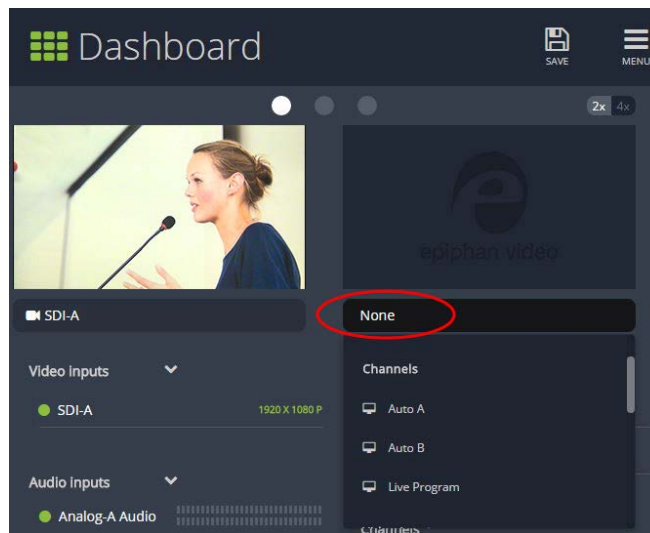 Dashboard
SAVE
MENU
2x 4x
epiphan video
SDI-A
None
Video inputs
SDI-A
1920 X 1080 P
Audio inputs
Analog-A Audio
Channels
Auto A
Auto B
Live Program
Channels